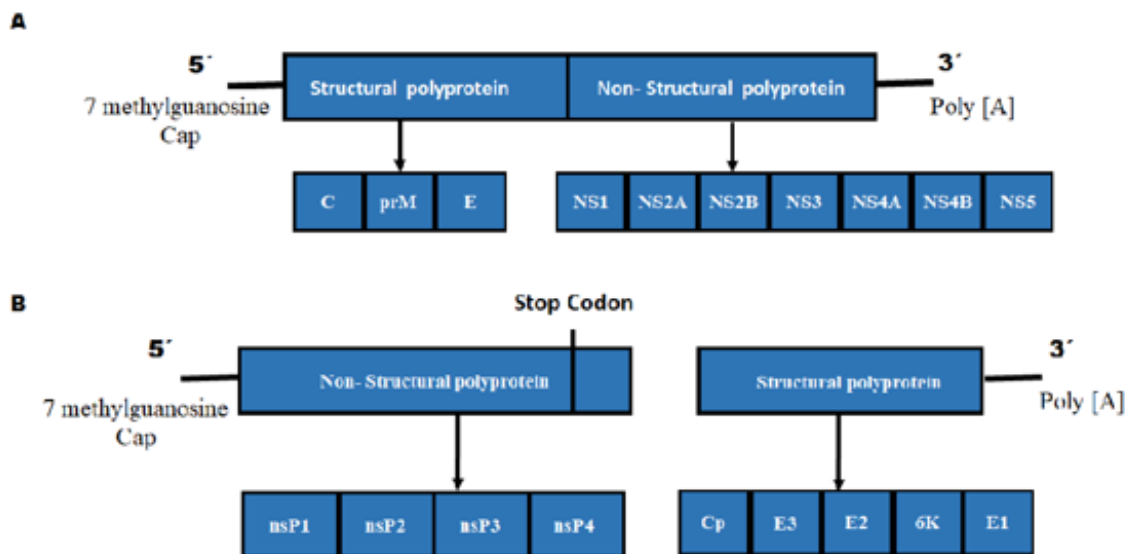 A
5´
3´
Structural polyprotein
Non- Structural polyprotein
7 methylguanosine
Cap
Poly [A]
C
prM
E
NS1
NS2A
NS2B
NS3
NS4A
NS4B
NS5
B
Stop Codon
5´
3´
Non- Structural polyprotein
Structural polyprotein
7 methylguanosine
Cap
Poly [A]
nsP1
nsP2
nsP3
nsP4
Cp
E3
E2
6K
E1